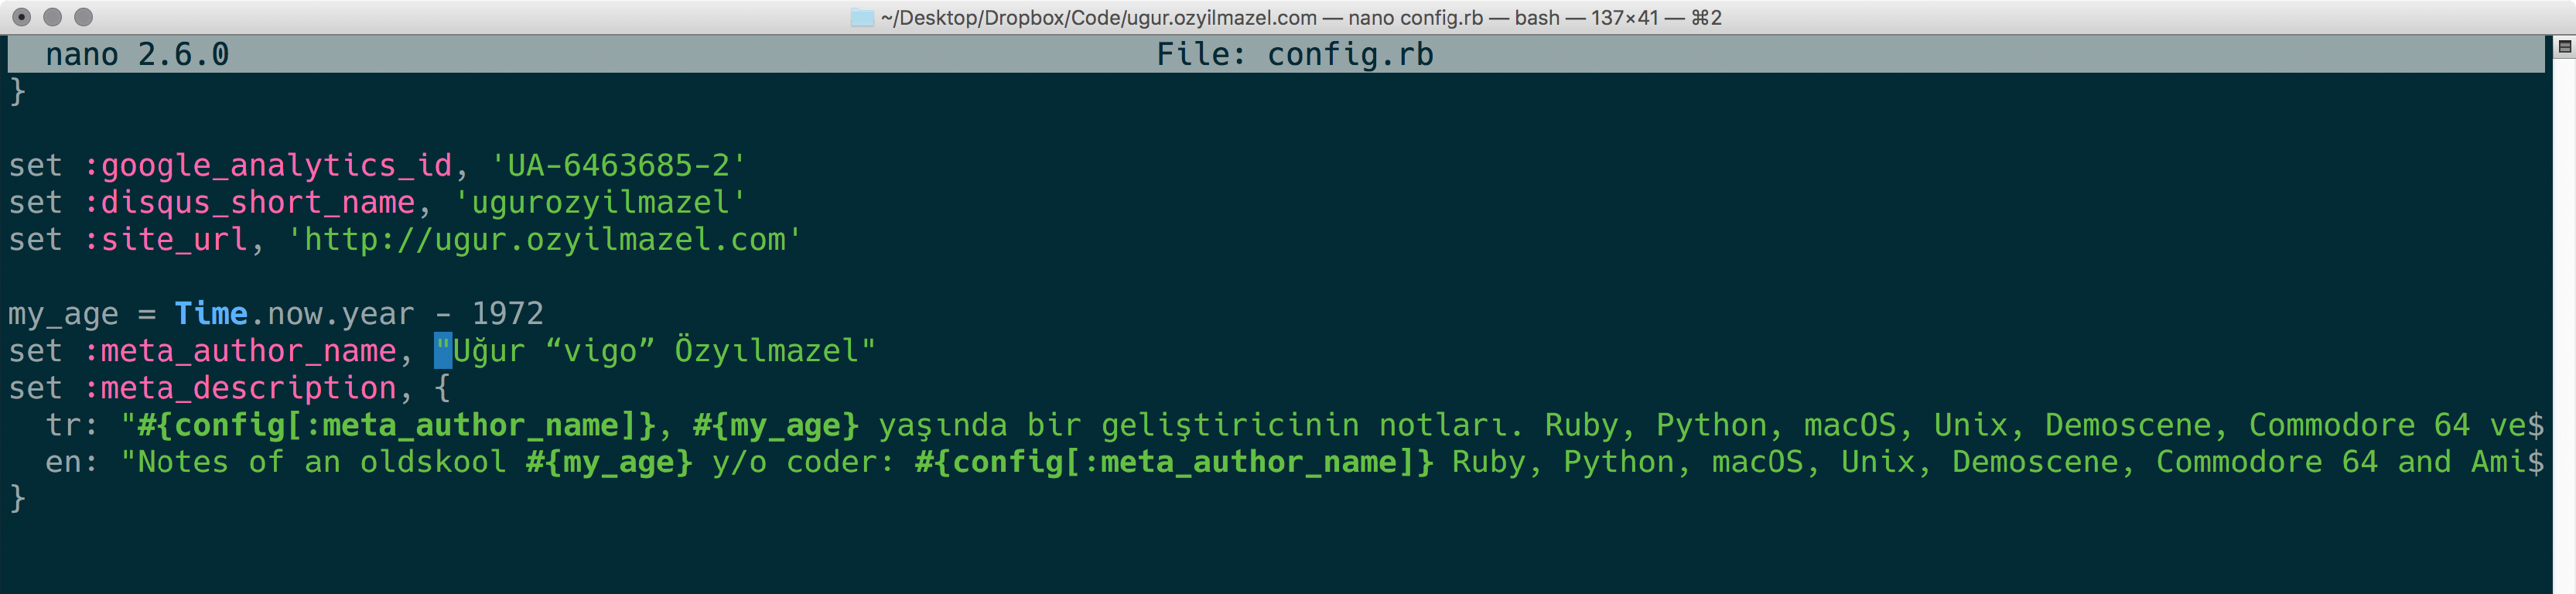 ~/Desktop/Dropbox/Code/ugur.ozyilmazel.com — nano config.rb — bash — 137×41 — ⌘2
nano 2.6.0 File: config.rb
}
set :google_analytics_id, 'UA-6463685-2'
set :disqus_short_name, 'ugurozyilmazel'
set :site_url, 'http://ugur.ozyilmazel.com'
my_age = Time.now.year - 1972
set :meta_author_name, "Uğur “vigo” Özyılmazel"
set :meta_description, {
  tr: "#{config[:meta_author_name]}, #{my_age} yaşında bir geliştiricinin notları. Ruby, Python, macOS, Unix, Demoscene, Commodore 64 ve$
  en: "Notes of an oldskool #{my_age} y/o coder: #{config[:meta_author_name]} Ruby, Python, macOS, Unix, Demoscene, Commodore 64 and Ami$
}